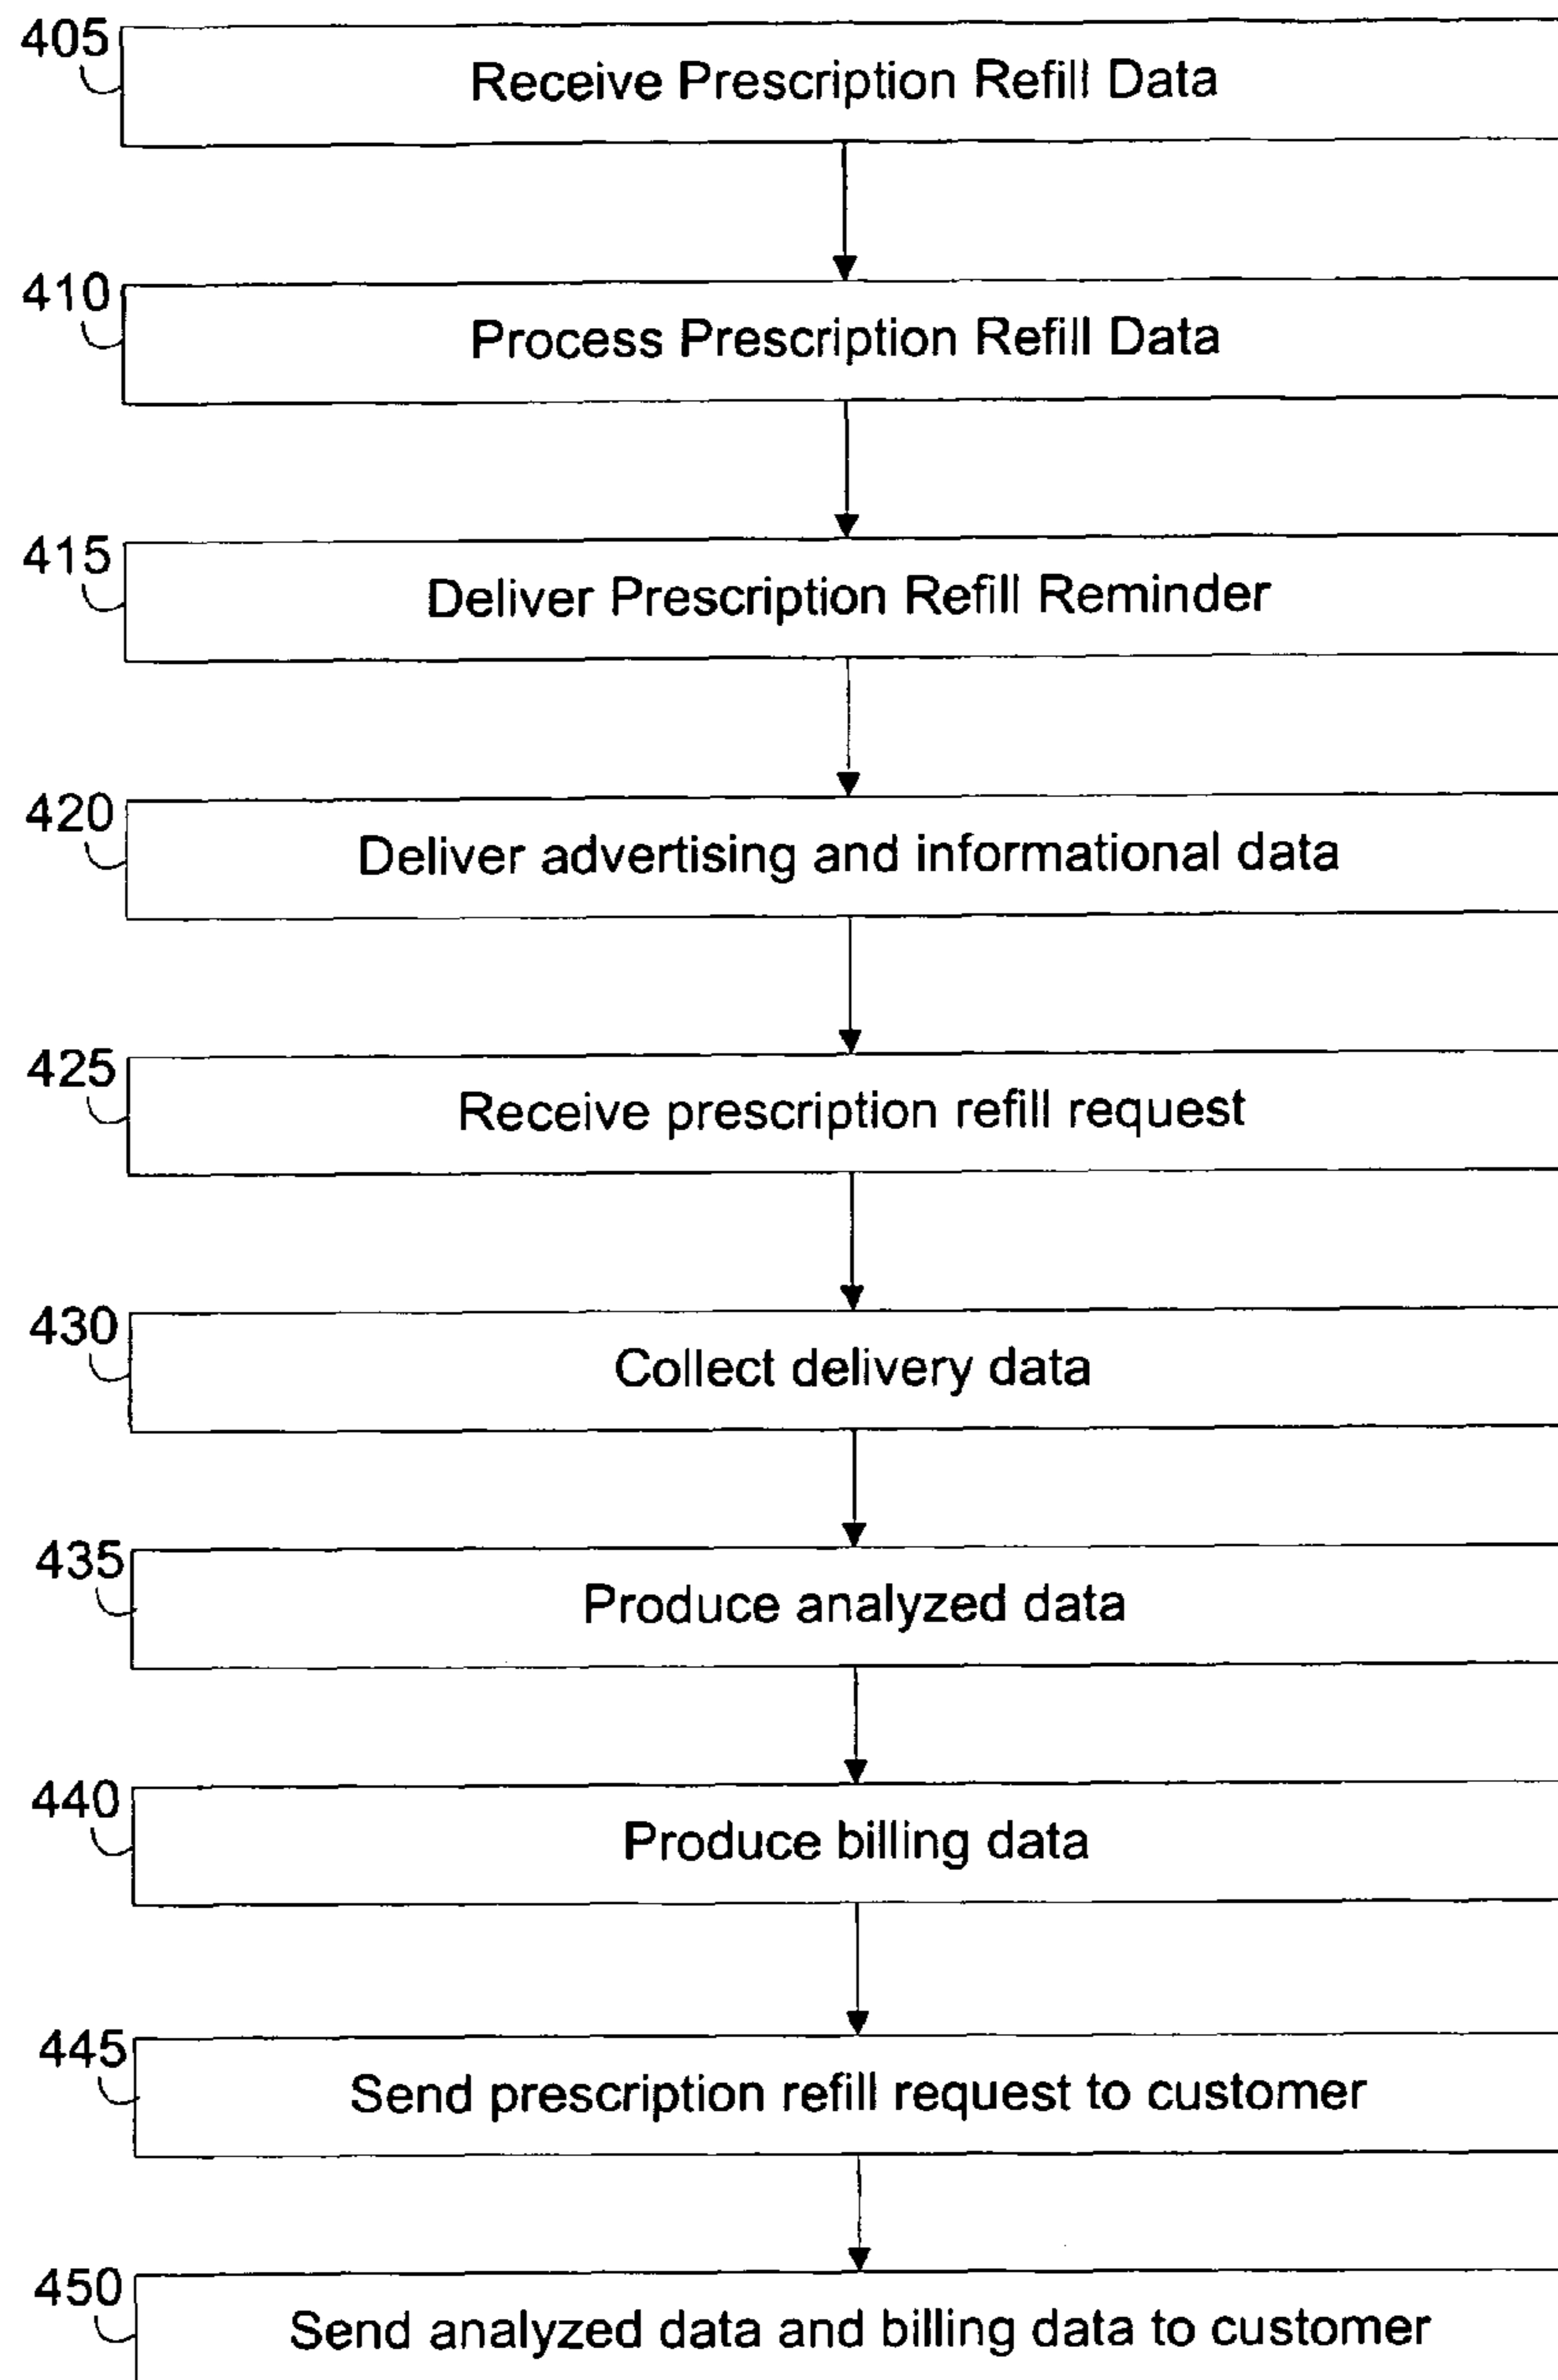 405
Receive Prescription Refill Data
410
Process Prescription Refill Data
415
Deliver Prescription Refill Reminder
420
Deliver advertising and informational data
425
Receive prescription refill request
430
Collect delivery data
435
Produce analyzed data
440
Produce billing data
445
Send prescription refill request to customer
450
Send analyzed data and billing data to customer